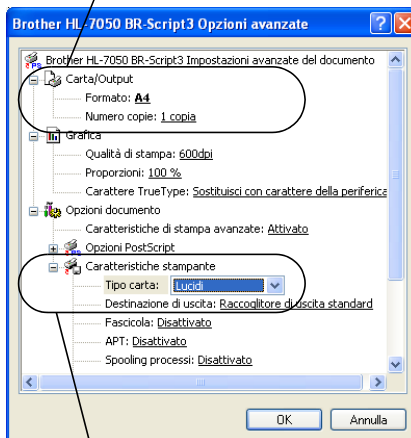 Brother HL-7050 BR-Script3 Opzioni avanzate
Brother HL-7050 BR-Script3 Impostazioni avanzate del documento
Carta/Output
Formato: A4
Numero copie: 1 copia
Grafica
Qualità di stampa: 600dpi
Proporzioni: 100 %
Carattere TrueType: Sostituisci con carattere della periferica
Opzioni documento
Caratteristiche di stampa avanzate: Attivato
Opzioni PostScript
Caratteristiche stampante
Tipo carta: Lucidi
Destinazione di uscita: Raccoglitore di uscita standard
Fascicola: Disattivato
APT: Disattivato
Spooling processi: Disattivato
OK Annulla